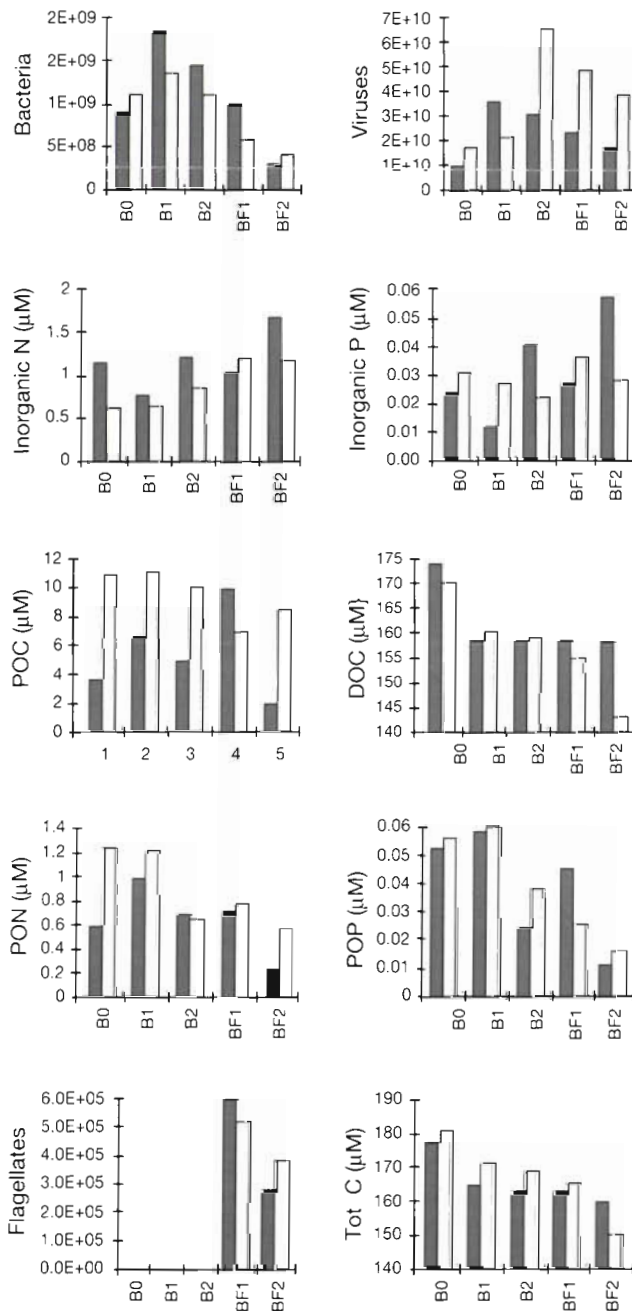 Bacteria
2E+09
2E+09
1E+09
5E+08
0
B0 B1 B2 BF1 BF2
Viruses
7E+10
6E+10
5E+10
4E+10
3E+10
2E+10
1E+10
0
B0 B1 B2 BF1 BF2
Inorganic N (µM)
2
1.5
1
0.5
0
B0 B1 B2 BF1 BF2
Inorganic P (µM)
0.06
0.05
0.04
0.03
0.02
0.01
0.00
B0 B1 B2 BF1 BF2
POC (µM)
12
10
8
6
4
2
0
1 2 3 4 5
DOC (µM}
175
170
165
160
155
150
145
140
B0 B1 B2 BF1 BF2
PON (µM)
1.4
1.2
1
0.8
0.6
0.4
0.2
0
B0 B1 B2 BF1 BF2
POP (µM)
0.06
0.05
0.04
0.03
0.02
0.01
0
B0 B1 B2 BF1 BF2
Flagellates
6.0E+05
5.0E+05
4.0E+05
3.0E+05
2.0E+05
1.0E+05
0.0E+00
B0 B1 B2 BF1 BF2
Tot C (µM)
190
180
170
160
150
140
B0 B1 B2 BF1 BF2